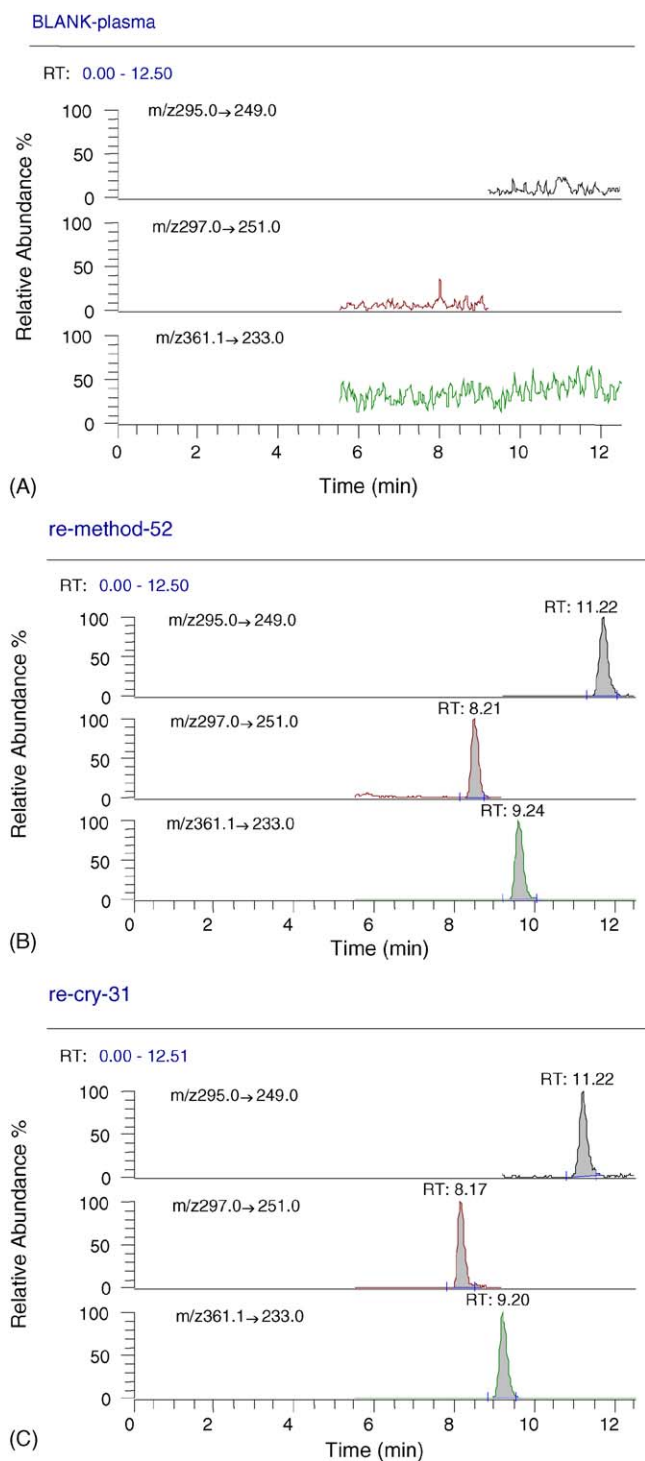 BLANK-plasma
RT: 0.00 - 12.50
Relative Abundance %
m/z295.0→249.0
100
50
0
m/z297.0→251.0
100
50
0
m/z361.1→233.0
100
50
0
0 2 4 6 8 10 12
Time (min)
(A)
re-method-52
RT: 0.00 - 12.50
Relative Abundance %
RT: 11.22
m/z295.0→249.0
100
50
0
RT: 8.21
m/z297.0→251.0
100
50
0
RT: 9.24
m/z361.1→233.0
100
50
0
0 2 4 6 8 10 12
Time (min)
(B)
re-cry-31
RT: 0.00 - 12.51
Relative Abundance %
RT: 11.22
m/z295.0→249.0
100
50
0
RT: 8.17
m/z297.0→251.0
100
50
0
RT: 9.20
m/z361.1→233.0
100
50
0
0 2 4 6 8 10 12
Time (min)
(C)